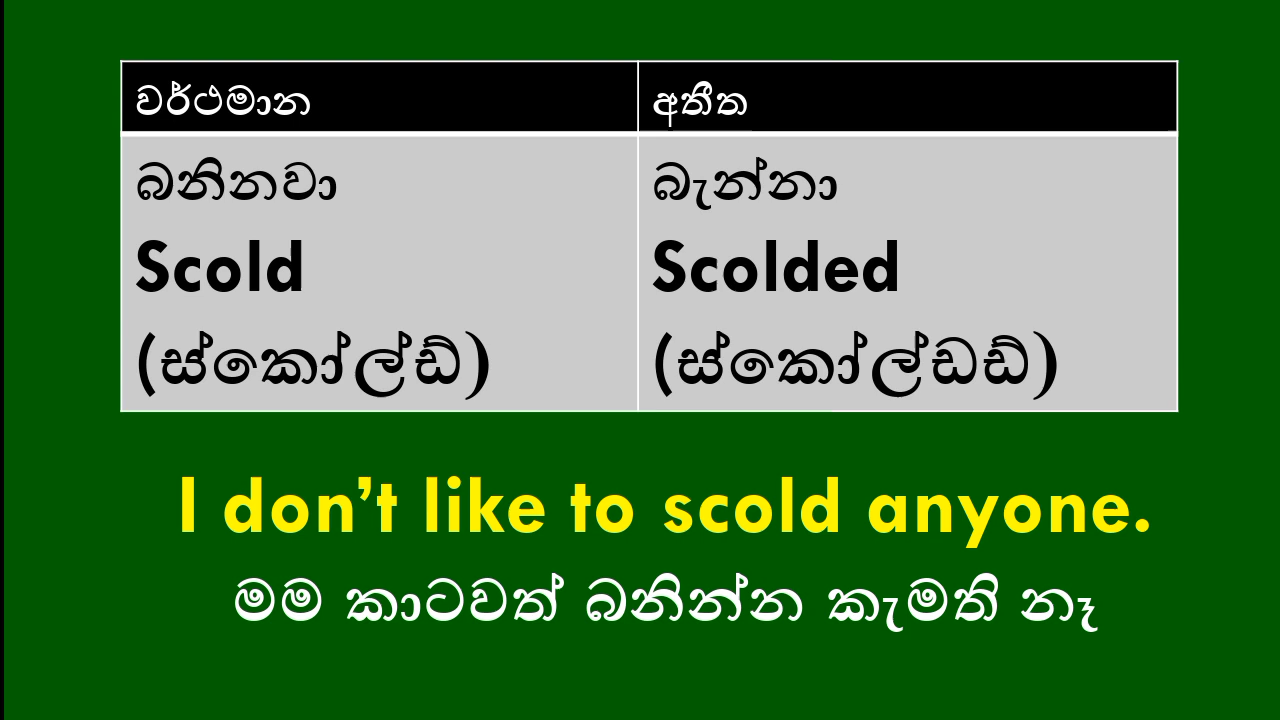 වර්ථමාන
අතීත
බනිනවා
Scold
(ස්කෝල්ඩ්)
බැන්නා
Scolded
(ස්කෝල්ඩඩ්)
I don’t like to scold anyone.
මම කාටවත් බනින්න කැමති නෑ